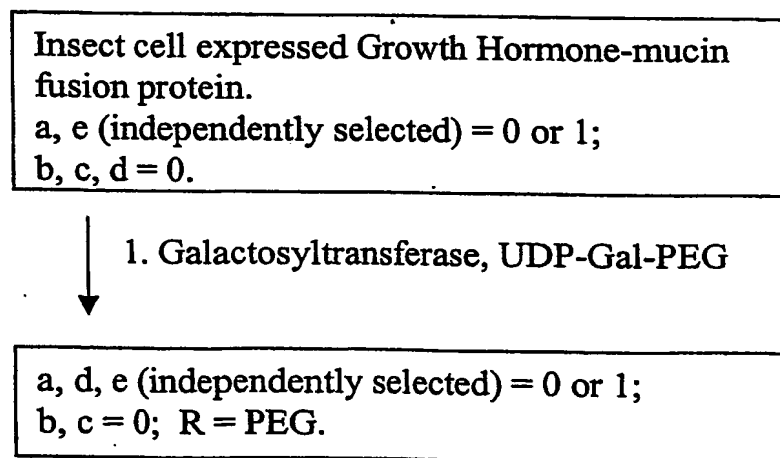 Insect cell expressed Growth Hormone-mucin
fusion protein.
a, e (independently selected) = 0 or 1;
b, c, d = 0.
1. Galactosyltransferase, UDP-Gal-PEG
a, d, e (independently selected) = 0 or 1;
b, c = 0; R = PEG.